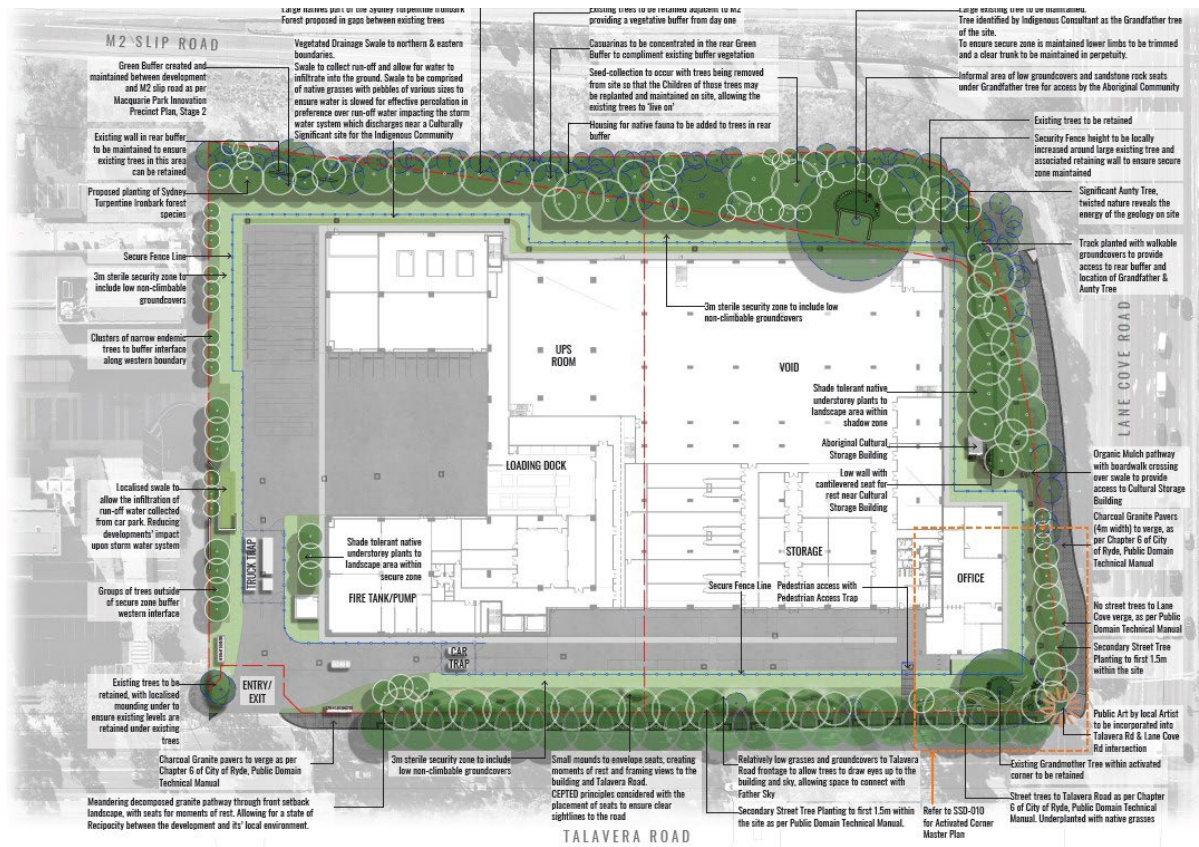 Large natives part of the Sydney Turpentine Ironbark
Forest proposed in gaps between existing trees
Existing trees to be retained adjacent to M2
providing a vegetative buffer from day one
Large existing tree to be maintained.
Tree identified by Indigenous Consultant as the Grandfather tree
of the site.
To ensure secure zone is maintained lower limbs to be trimmed
and a clear trunk to be maintained in perpetuity.
M2 SLIP ROAD
Green Buffer created and
maintained between development
and M2 slip road as per
Macquarie Park Innovation
Precinct Plan, Stage 2
Vegetated Drainage Swale to northern & eastern
boundaries.
Swale to collect run-off and allow for water to
infiltrate into the ground. Swale to be comprised
of native grasses with pebbles of various sizes to
ensure water is slowed for effective percolation in
preference over run-off water impacting the storm
water system which discharges near a Culturally
Significant site for the Indigenous Community
Casuarinas to be concentrated in the rear Green
Buffer to compliment existing buffer vegetation
Seed-collection to occur with trees being removed
from site so that the Children of those trees may
be replanted and maintained on site, allowing the
existing trees to 'live on'
Housing for native fauna to be added to trees in rear
buffer
Informal area of low groundcovers and sandstone rock seats
under Grandfather tree for access by the Aboriginal Community
Existing trees to be retained
Security Fence height to be locally
increased around large existing tree and
associated retaining wall to ensure secure
zone maintained
Existing wall in rear buffer
to be maintained to ensure
existing trees in this area
can be retained
Proposed planting of Sydney
Turpentine Ironbark forest
species
Significant Aunty Tree,
twisted nature reveals the
energy of the geology on site
Secure Fence Line
3m sterile security zone to
include low non-climbable
groundcovers
Track planted with walkable
groundcovers to provide
access to rear buffer and
location of Grandfather &
Aunty Tree
3m sterile security zone to include low
non-climbable groundcovers
Clusters of narrow endemic
trees to buffer interface
along western boundary
UPS
ROOM
VOID
LANE COVE ROAD
Shade tolerant native
understorey plants to
landscape area within
shadow zone
Aboriginal Cultural
Storage Building
LOADING DOCK
Low wall with
cantilevered seat for
rest near Cultural
Storage Building
Organic Mulch pathway
with boardwalk crossing
over swale to provide
access to Cultural Storage
Building
Localised swale to
allow the infiltration of
run-off water collected
from car park. Reducing
developments' impact
upon storm water system
Charcoal Granite Pavers
(4m width) to verge, as
per Chapter 6 of City
of Ryde, Public Domain
Technical Manual
TRUCK TRAP
Shade tolerant native
understorey plants to
landscape area within
secure zone
STORAGE
OFFICE
FIRE TANK/PUMP
Secure Fence Line
Pedestrian access with
Pedestrian Access Trap
Groups of trees outside
of secure zone buffer
western interface
No street trees to Lane
Cove verge, as per Public
Domain Technical Manual
Secondary Street Tree
Planting to first 1.5m
within the site
CAR
TRAP
ENTRY/
EXIT
Existing trees to be
retained, with localised
mounding under to
ensure existing levels are
retained under existing
trees
Public Art by local Artist
to be incorporated into
Talavera Rd & Lane Cove
Rd intersection
Charcoal Granite pavers to verge as per
Chapter 6 of City of Ryde, Public Domain
Technical Manual
3m sterile security zone to include
low non-climbable groundcovers
Small mounds to envelope seats, creating
moments of rest and framing views to the
building and Talavera Road.
CEPTED principles considered with the
placement of seats to ensure clear
sightlines to the road
Relatively low grasses and groundcovers to Talavera
Road frontage to allow trees to draw eyes up to the
building and sky, allowing space to connect with
Father Sky
Existing Grandmother Tree within activated
corner to be retained
Meandering decomposed granite pathway through front setback
landscape, with seats for moments of rest. Allowing for a state of
Reciprocity between the development and its' local environment.
Secondary Street Tree Planting to first 1.5m within
the site as per Public Domain Technical Manual.
Refer to SSD-010
for Activated Corner
Master Plan
Street trees to Talavera Road as per Chapter
6 of City of Ryde, Public Domain Technical
Manual. Underplanted with native grasses
TALAVERA ROAD